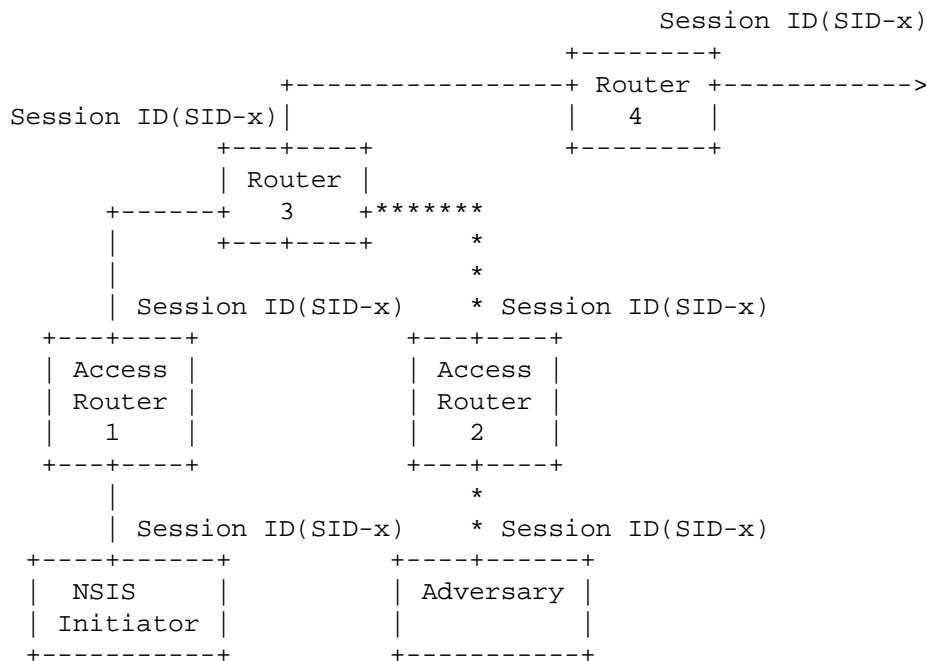 Session ID(SID-x)
Router
4
Session ID(SID-x)
Router
3
Session ID(SID-x)
Session ID(SID-x)
Access
Router
1
Access
Router
2
Session ID(SID-x)
Session ID(SID-x)
NSIS
Initiator
Adversary